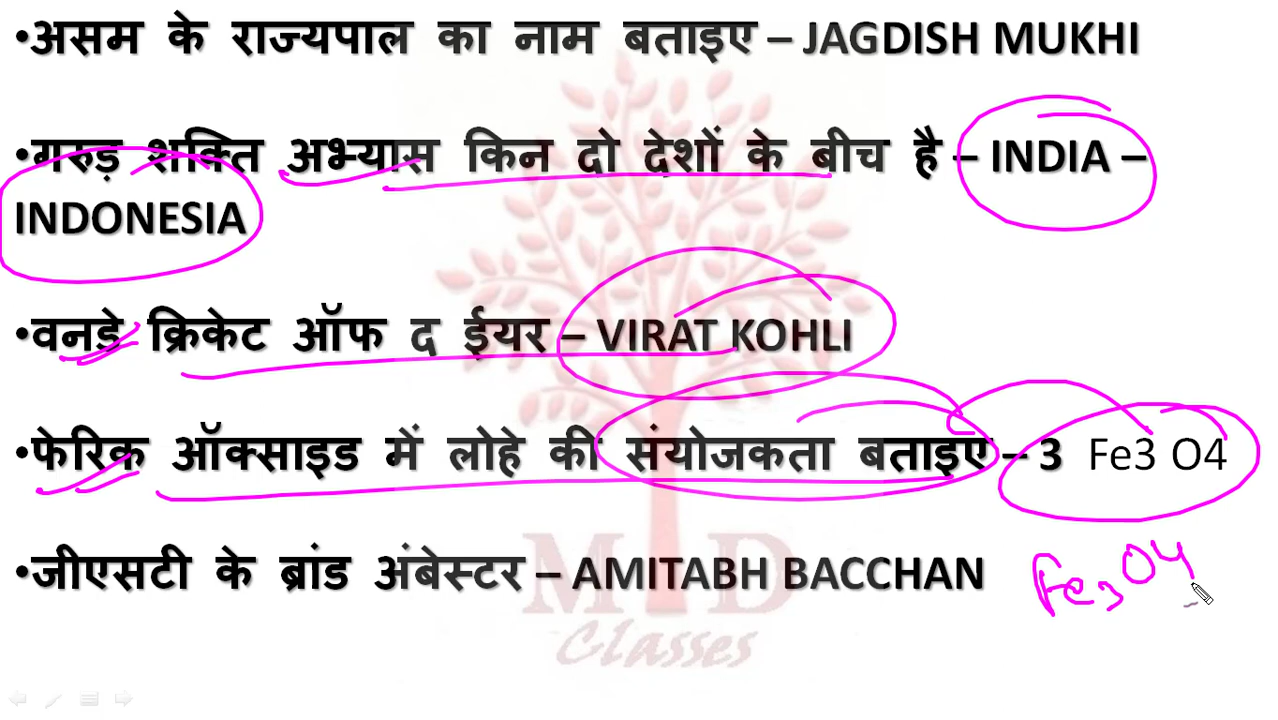 •असम के राज्यपाल का नाम बताइए – JAGDISH MUKHI
•गरुड़ शक्ति अभ्यास किन दो देशों के बीच है – INDIA –
INDONESIA
•वनडे क्रिकेट ऑफ द ईयर – VIRAT KOHLI
•फेरिक ऑक्साइड में लोहे की संयोजकता बताइए – 3 Fe3 O4
•जीएसटी के ब्रांड अंबेस्टर – AMITABH BACCHAN
Fe3O4
MD
Classes